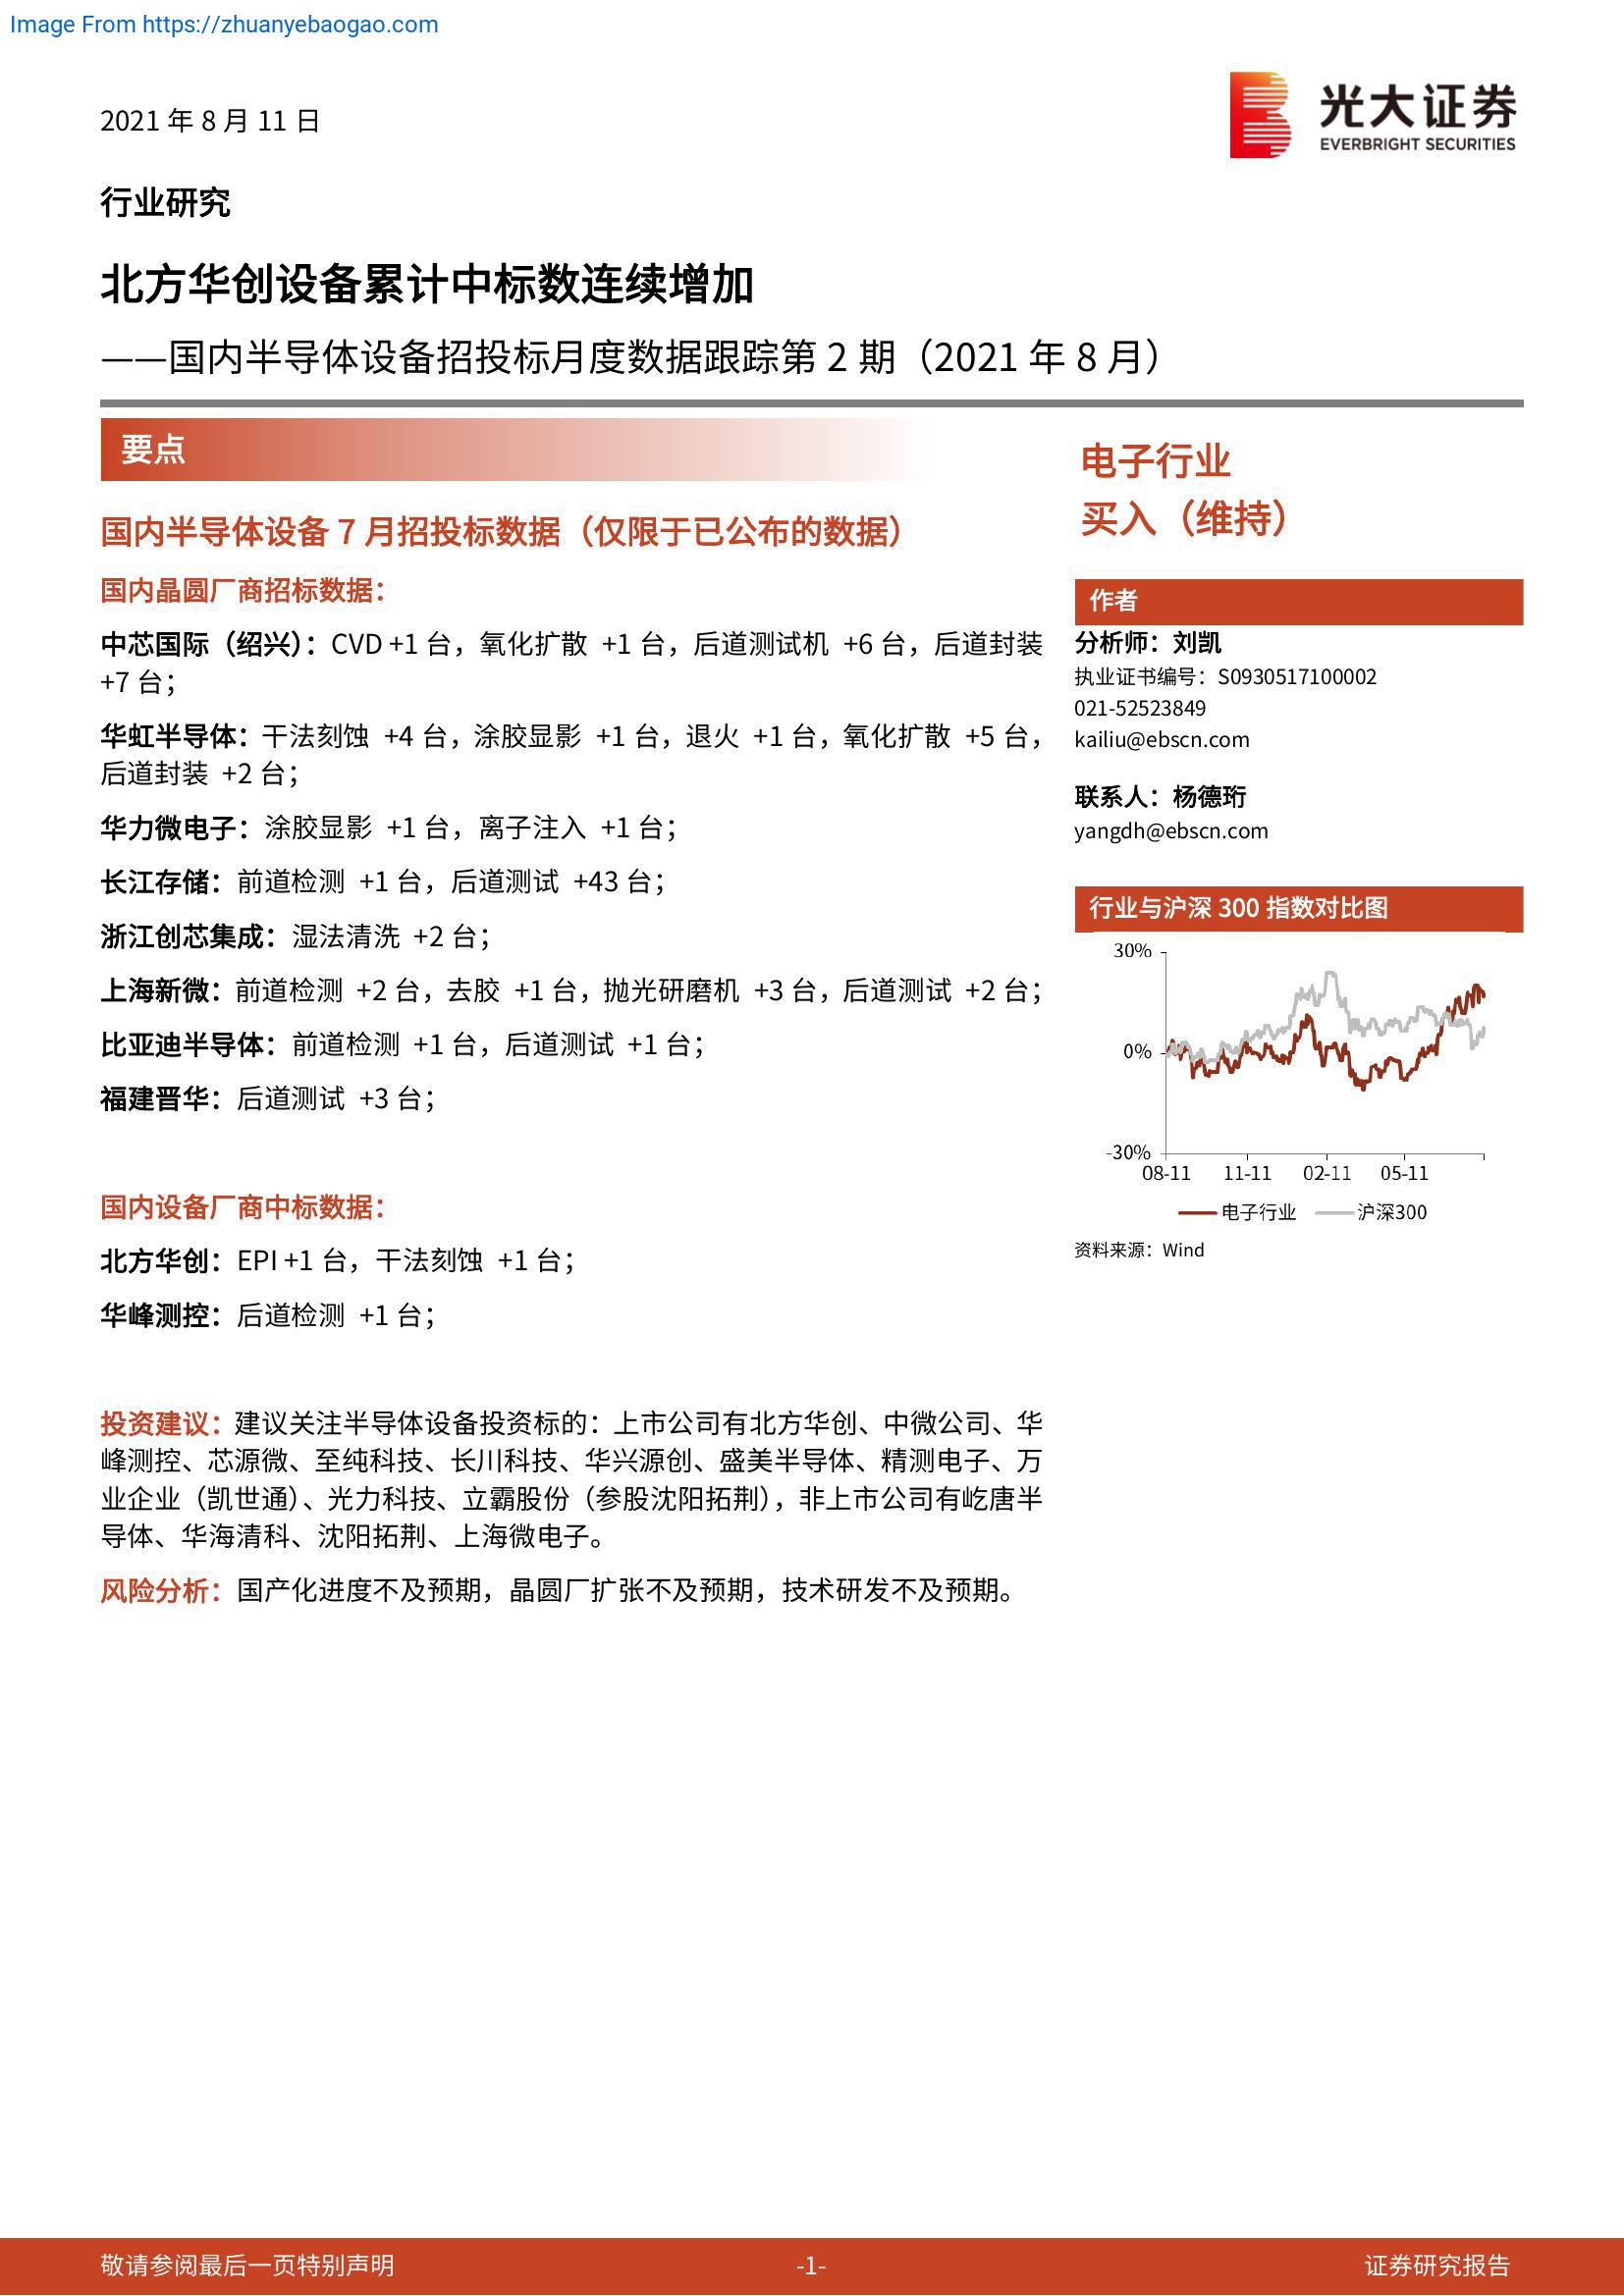 Image From https://zhuanyebaogao.com
2021 年 8 月 11 日
光大证券
EVERBRIGHT SECURITIES
行业研究
北方华创设备累计中标数连续增加
——国内半导体设备招投标月度数据跟踪第 2 期（2021 年 8 月）
要点
国内半导体设备 7 月招投标数据（仅限于已公布的数据）
国内晶圆厂商招标数据：
中芯国际（绍兴）：CVD +1 台，氧化扩散 +1 台，后道测试机 +6 台，后道封装
+7 台；
华虹半导体：干法刻蚀 +4 台，涂胶显影 +1 台，退火 +1 台，氧化扩散 +5 台，
后道封装 +2 台；
华力微电子：涂胶显影 +1 台，离子注入 +1 台；
长江存储：前道检测 +1 台，后道测试 +43 台；
浙江创芯集成：湿法清洗 +2 台；
上海新微：前道检测 +2 台，去胶 +1 台，抛光研磨机 +3 台，后道测试 +2 台；
比亚迪半导体：前道检测 +1 台，后道测试 +1 台；
福建晋华：后道测试 +3 台；
国内设备厂商中标数据：
北方华创：EPI +1 台，干法刻蚀 +1 台；
华峰测控：后道检测 +1 台；
投资建议：建议关注半导体设备投资标的：上市公司有北方华创、中微公司、华
峰测控、芯源微、至纯科技、长川科技、华兴源创、盛美半导体、精测电子、万
业企业（凯世通）、光力科技、立霸股份（参股沈阳拓荆），非上市公司有屹唐半
导体、华海清科、沈阳拓荆、上海微电子。
风险分析：国产化进度不及预期，晶圆厂扩张不及预期，技术研发不及预期。
电子行业
买入（维持）
作者
分析师：刘凯
执业证书编号：S0930517100002
021-52523849
kailiu@ebscn.com
联系人：杨德珩
yangdh@ebscn.com
行业与沪深 300 指数对比图
30%
0%
-30%
08-11 11-11 02-11 05-11
电子行业 沪深300
资料来源：Wind
敬请参阅最后一页特别声明 -1- 证券研究报告